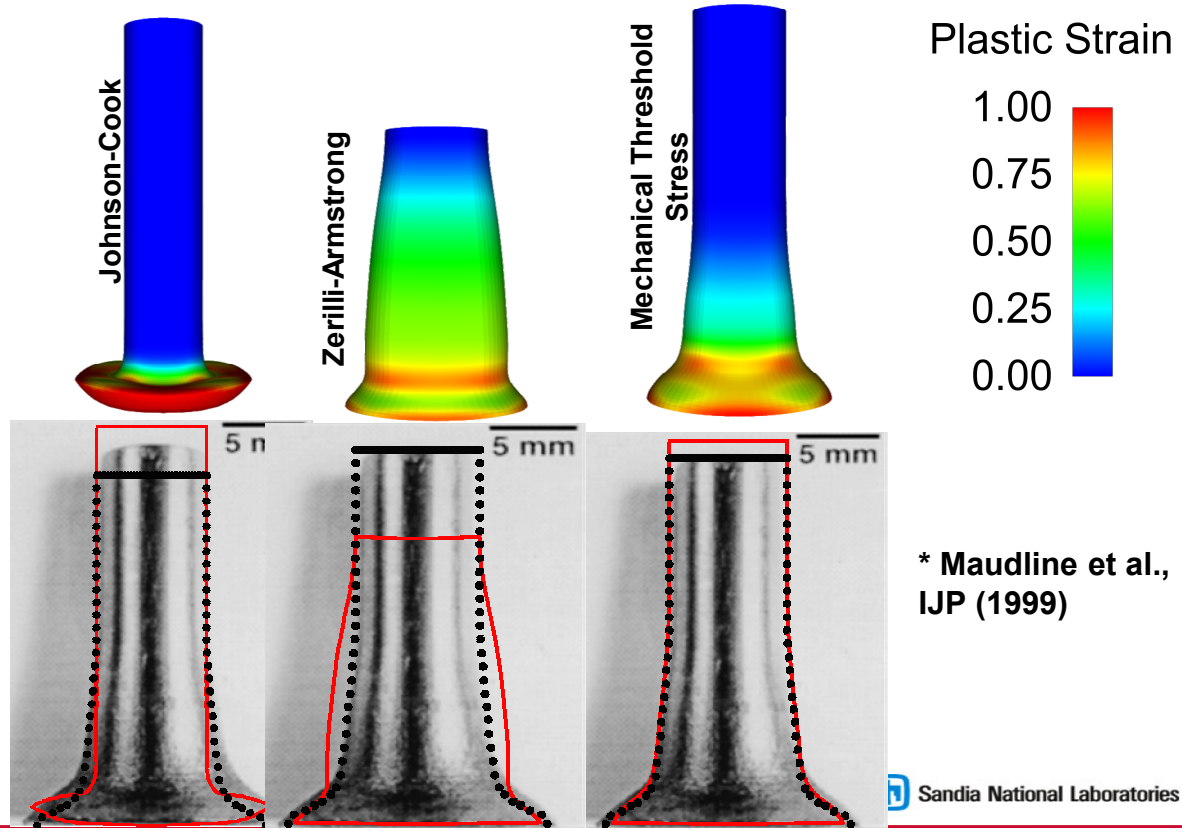 Plastic Strain
1.00
0.75
0.50
0.25
0.00
Johnson-Cook
Zerilli-Armstrong
Mechanical Threshold
Stress
5 m
5 mm
5 mm
* Maudline et al.,
IJP (1999)
Sandia National Laboratories